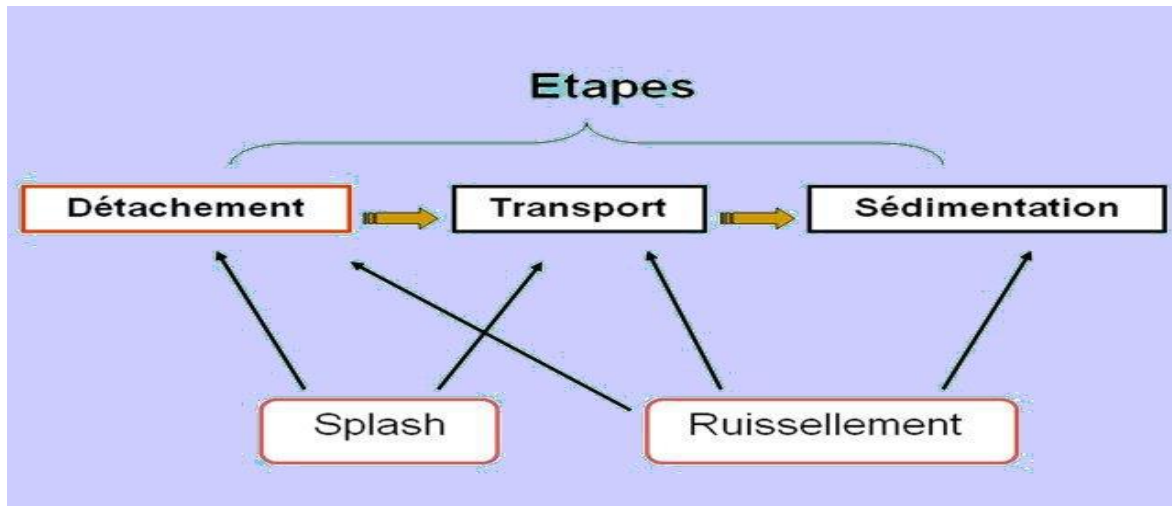 Etapes
Détachement
Transport
Sédimentation
Splash
Ruissellement